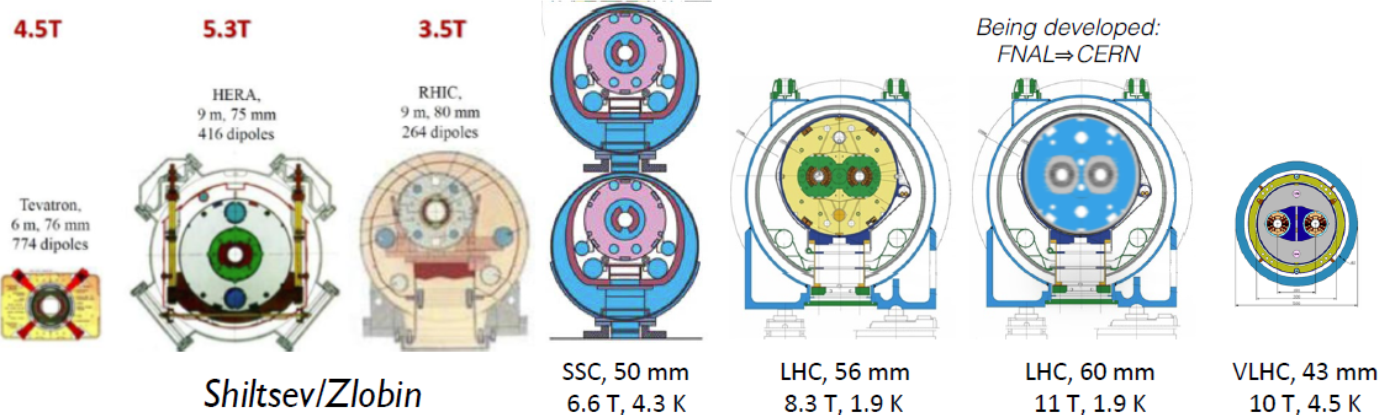 4.5T
5.3T
3.5T
Being developed:
FNAL⇒CERN
HERA,
9 m, 75 mm
416 dipoles
RHIC,
9 m, 80 mm
264 dipoles
Tevatron,
6 m, 76 mm
774 dipoles
Shiltsev/Zlobin
SSC, 50 mm
6.6 T, 4.3 K
LHC, 56 mm
8.3 T, 1.9 K
LHC, 60 mm
11 T, 1.9 K
VLHC, 43 mm
10 T, 4.5 K